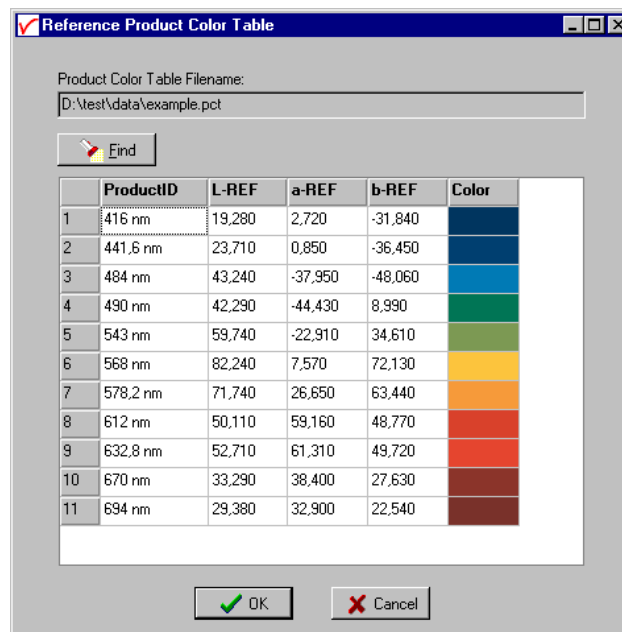 Reference Product Color Table
Product Color Table Filename:
D:\test\data\example.pct
Find
ProductID L-REF a-REF b-REF Color
1 416 nm 19,280 2,720 -31,840
2 441,6 nm 23,710 0,850 -36,450
3 484 nm 43,240 -37,950 -48,060
4 490 nm 42,290 -44,430 8,990
5 543 nm 59,740 -22,910 34,610
6 568 nm 82,240 7,570 72,130
7 578,2 nm 71,740 26,650 63,440
8 612 nm 50,110 59,160 48,770
9 632,8 nm 52,710 61,310 49,720
10 670 nm 33,290 38,400 27,630
11 694 nm 29,380 32,900 22,540
OK Cancel